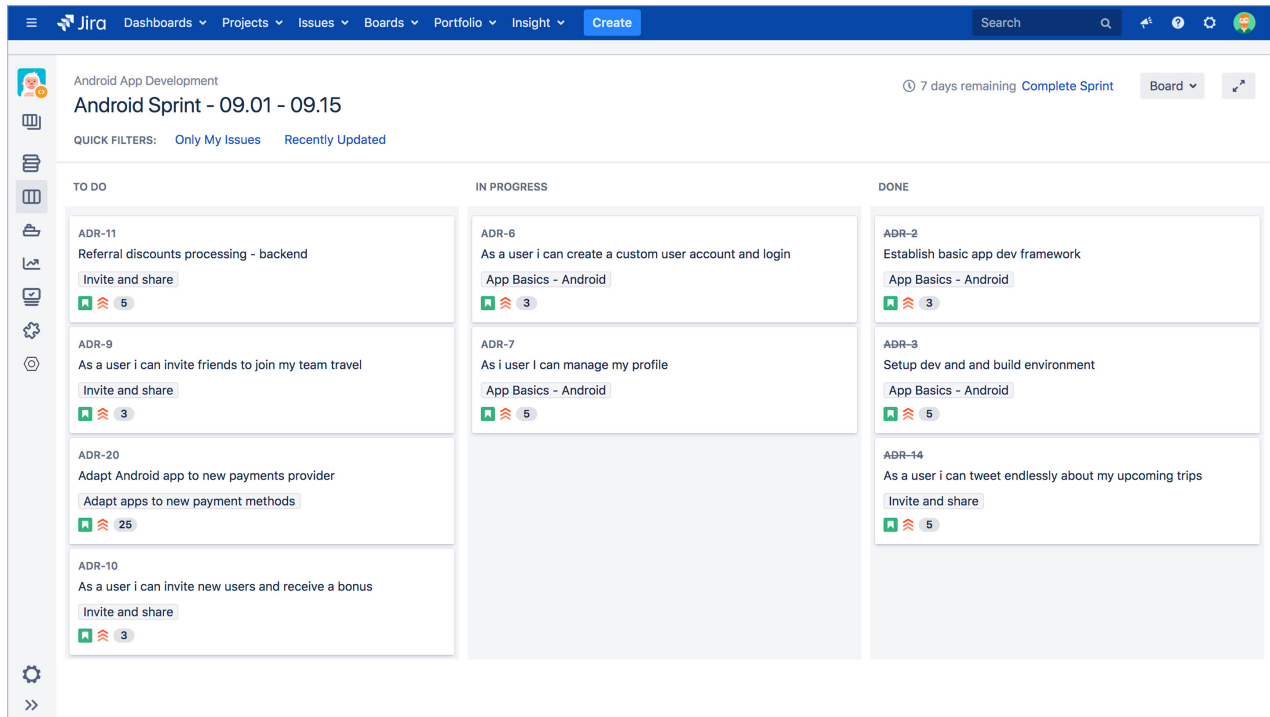 Jira Dashboards Projects Issues Boards Portfolio Insight Create Search
Android App Development
7 days remaining Complete Sprint Board
Android Sprint - 09.01 - 09.15
QUICK FILTERS: Only My Issues Recently Updated
TO DO
ADR-11
Referral discounts processing - backend
Invite and share
5
ADR-9
As a user i can invite friends to join my team travel
Invite and share
3
ADR-20
Adapt Android app to new payments provider
Adapt apps to new payment methods
25
ADR-10
As a user i can invite new users and receive a bonus
Invite and share
3
IN PROGRESS
ADR-6
As a user i can create a custom user account and login
App Basics - Android
3
ADR-7
As i user I can manage my profile
App Basics - Android
5
DONE
ADR-2
Establish basic app dev framework
App Basics - Android
3
ADR-3
Setup dev and and build environment
App Basics - Android
5
ADR-14
As a user i can tweet endlessly about my upcoming trips
Invite and share
5